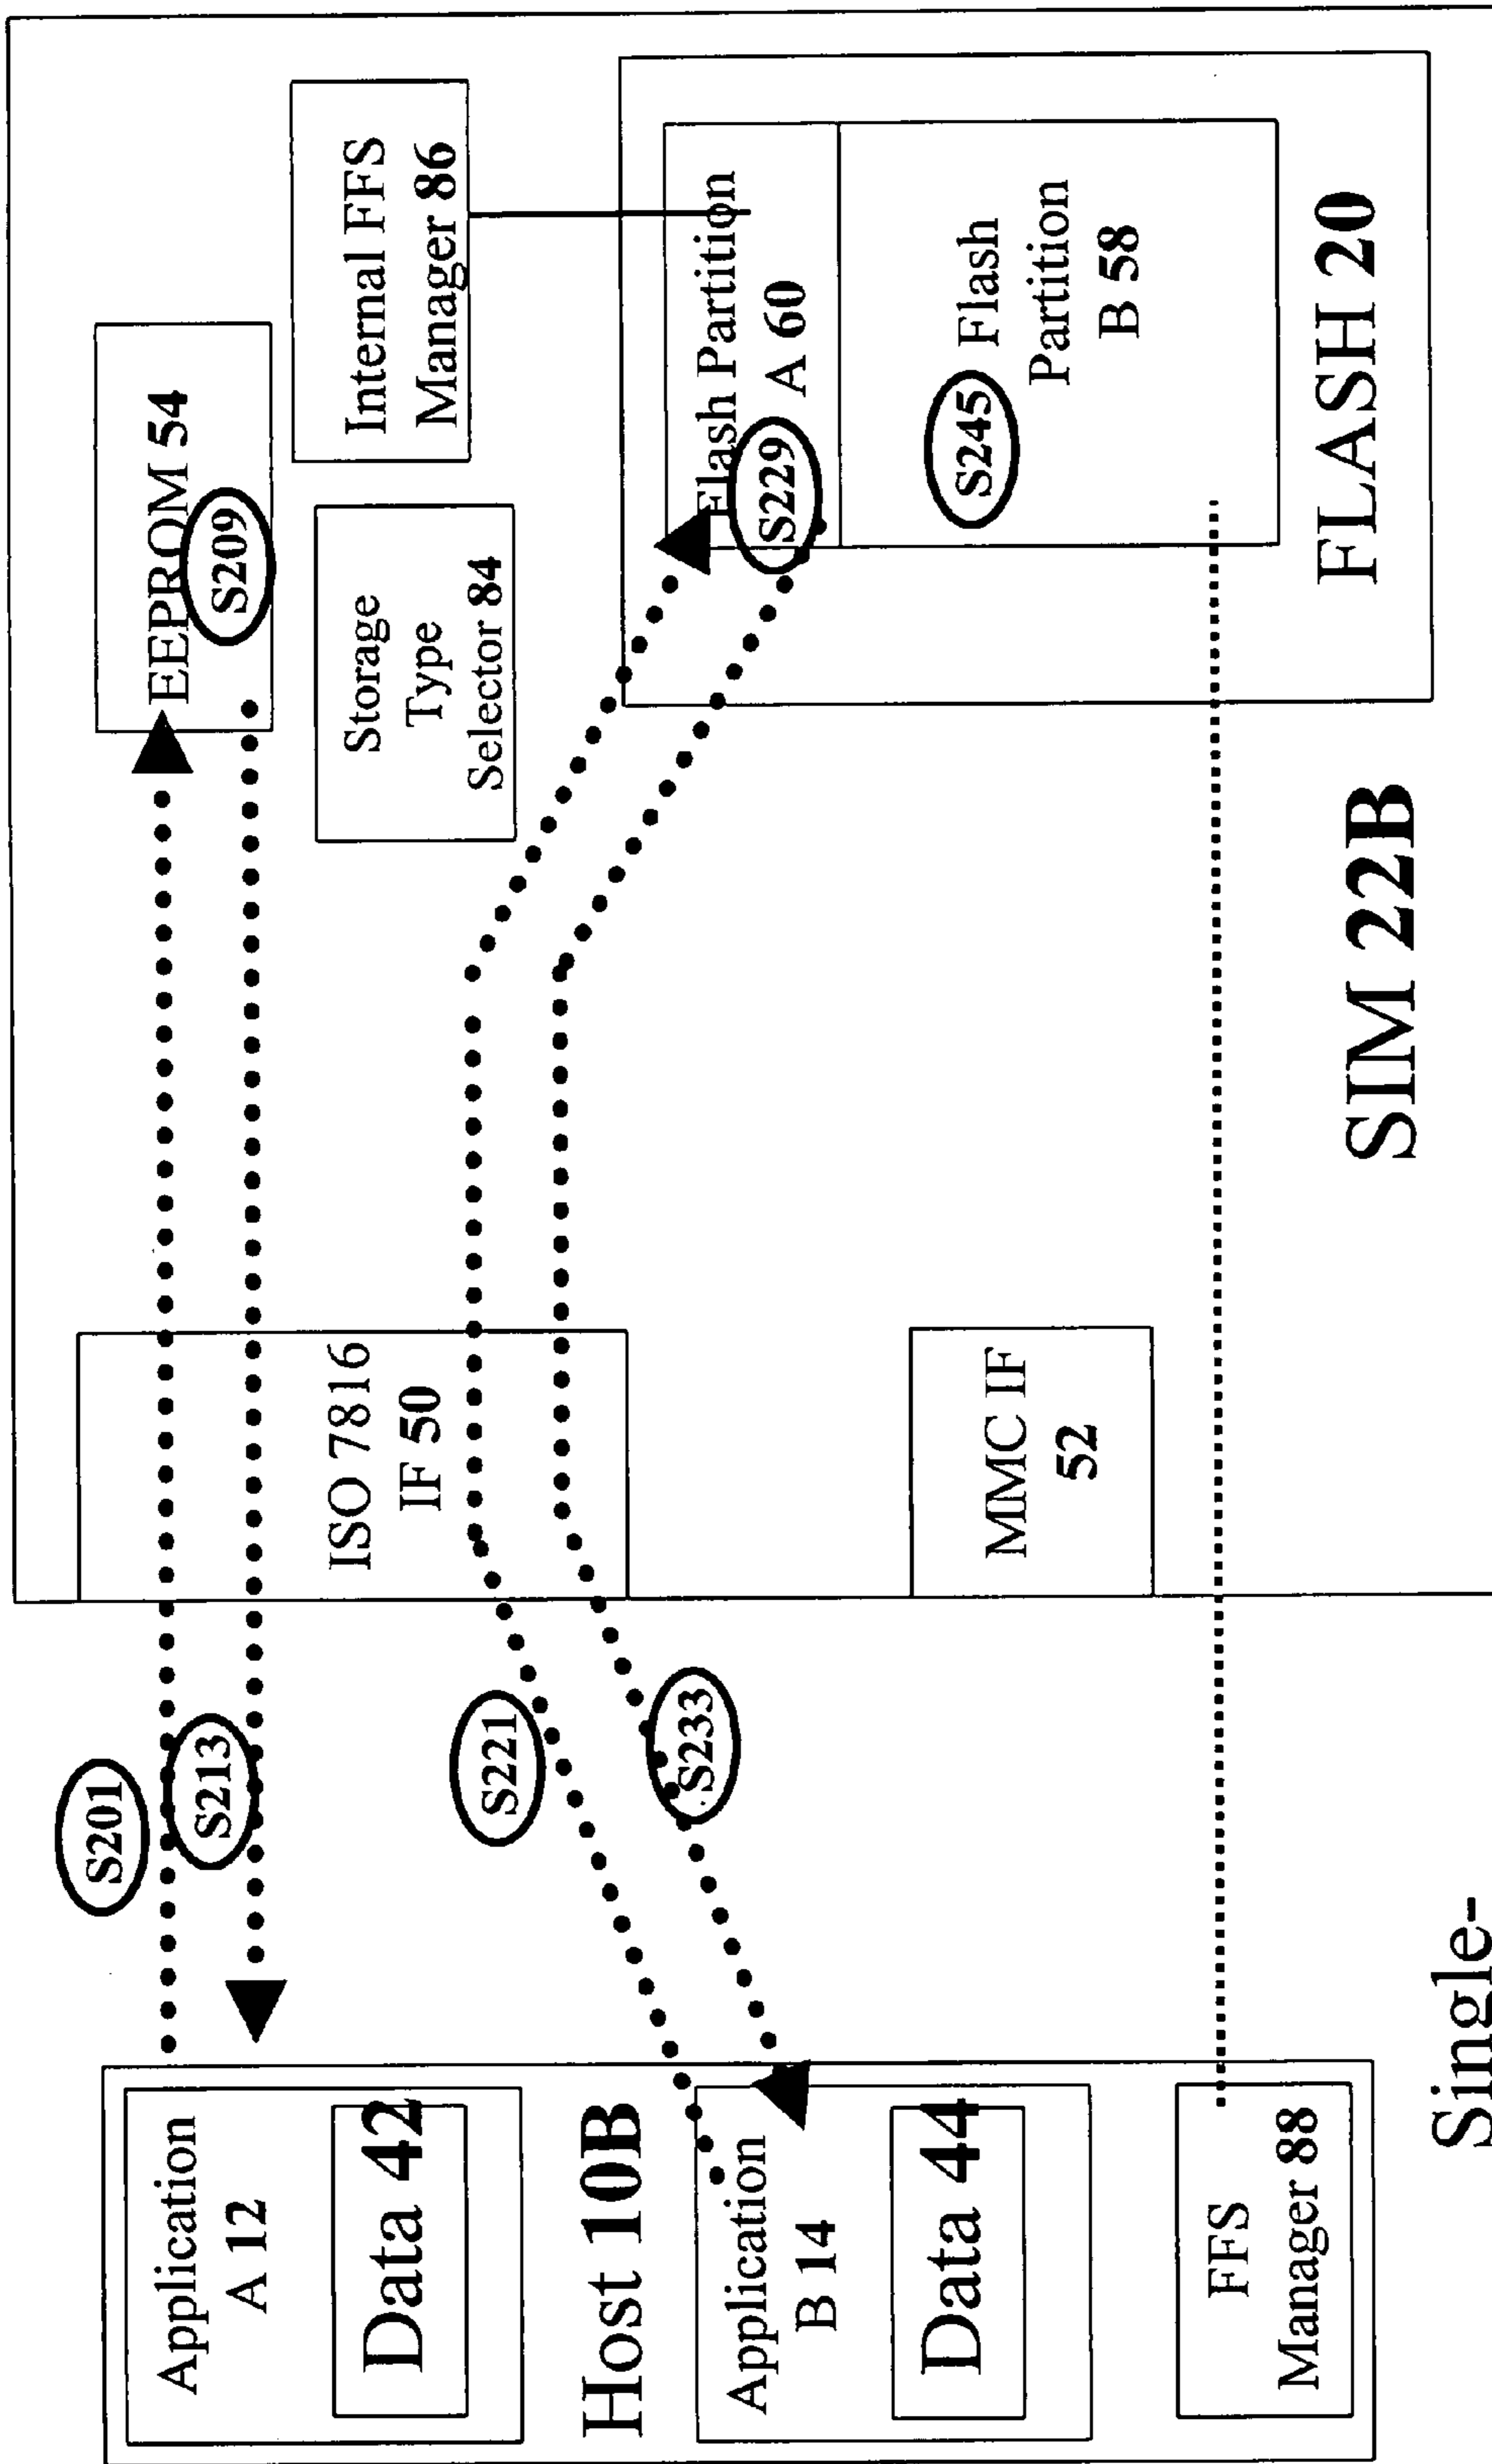 Application
A 12
Data 42
Host 10B
Application
B 14
Data 44
FFS
Manager 88
S201
S213
S221
S233
ISO 7816
IF 50
MMC IF
52
EEPROM 54
S209
Storage
Type
Selector 84
Internal FFS
Manager 86
Flash Partition
A 60
S229
S245 Flash
Partition
B 58
FLASH 20
SIM 22B
Single-